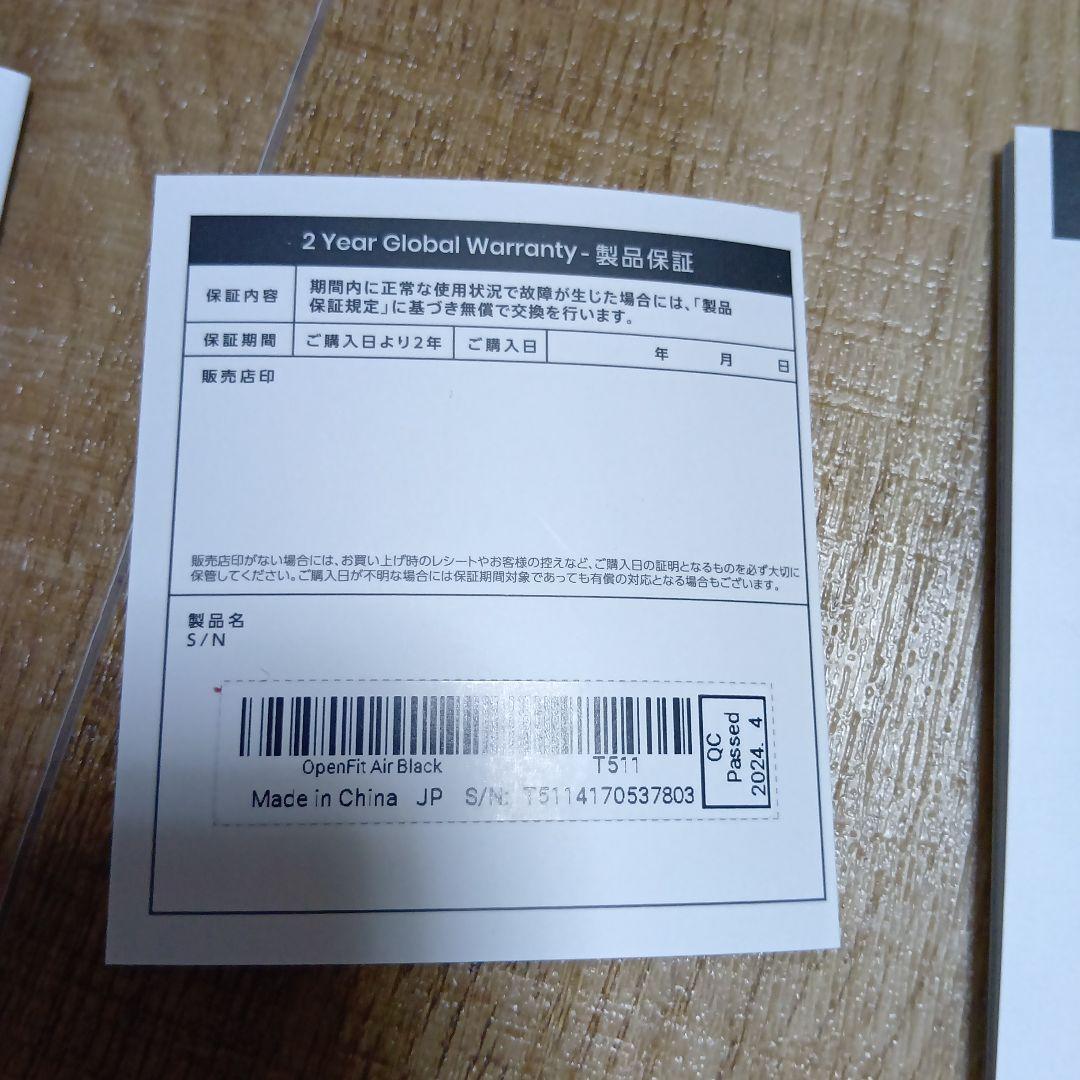 2 Year Global Warranty - 製品保証
保証内容
期間内に正常な使用状況で故障が生じた場合には、「製品
保証規定」に基づき無償で交換を行います。
保証期間 ご購入日より2年 ご購入日 年 月 日
販売店印
販売店印がない場合には、お買い上げ時のレシートやお客様の控えなど、ご購入日の証明となるものを必ず大切に
保管してください。ご購入日が不明な場合には保証期間対象であっても有償の対応となる場合もございます。
製品名
S/N
OpenFit Air Black T511
Made in China JP S/N: T5114170537803
QC
Passed
2024. 4